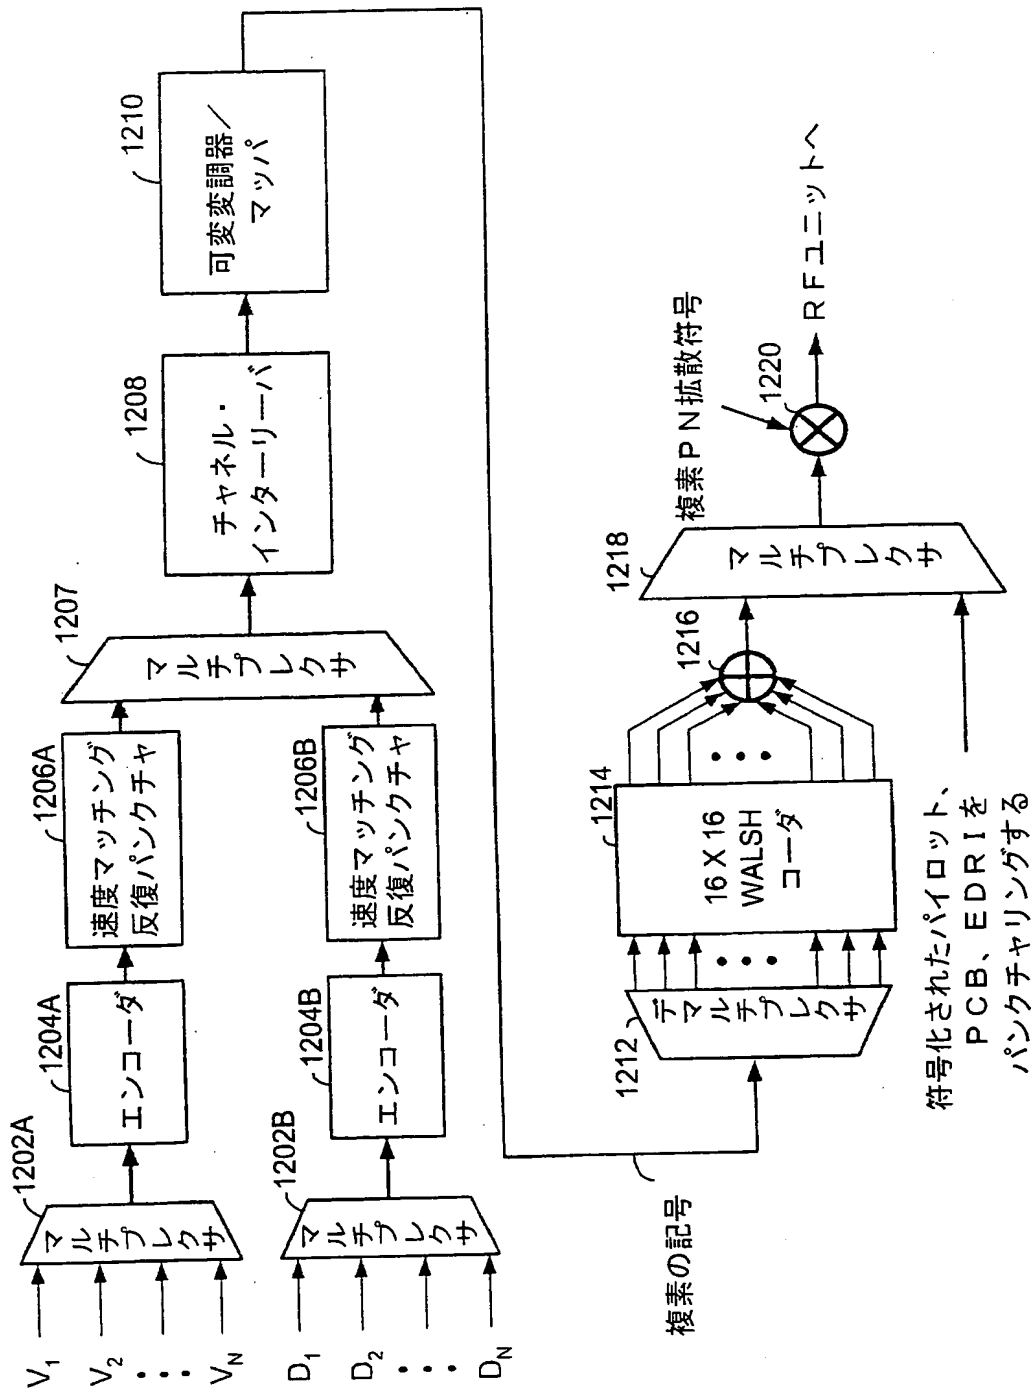 V1
V2
VN
マルチプレクサ
1202A
エンコーダ
1204A
速度マッチング
反復パンクチャ
1206A
D1
D2
DN
マルチプレクサ
1202B
エンコーダ
1204B
速度マッチング
反復パンクチャ
1206B
マルチプレクサ
1207
チャネル・
インターリーバ
1208
可変変調器/
マッパ
1210
複素の記号
デマルチプレクサ
1212
16 X 16
WALSH
コーダ
1214
1216
マルチプレクサ
1218
符号化されたパイロット、
PCB、EDRIを
パンクチャリングする
複素PN拡散符号
1220
RFユニットへ